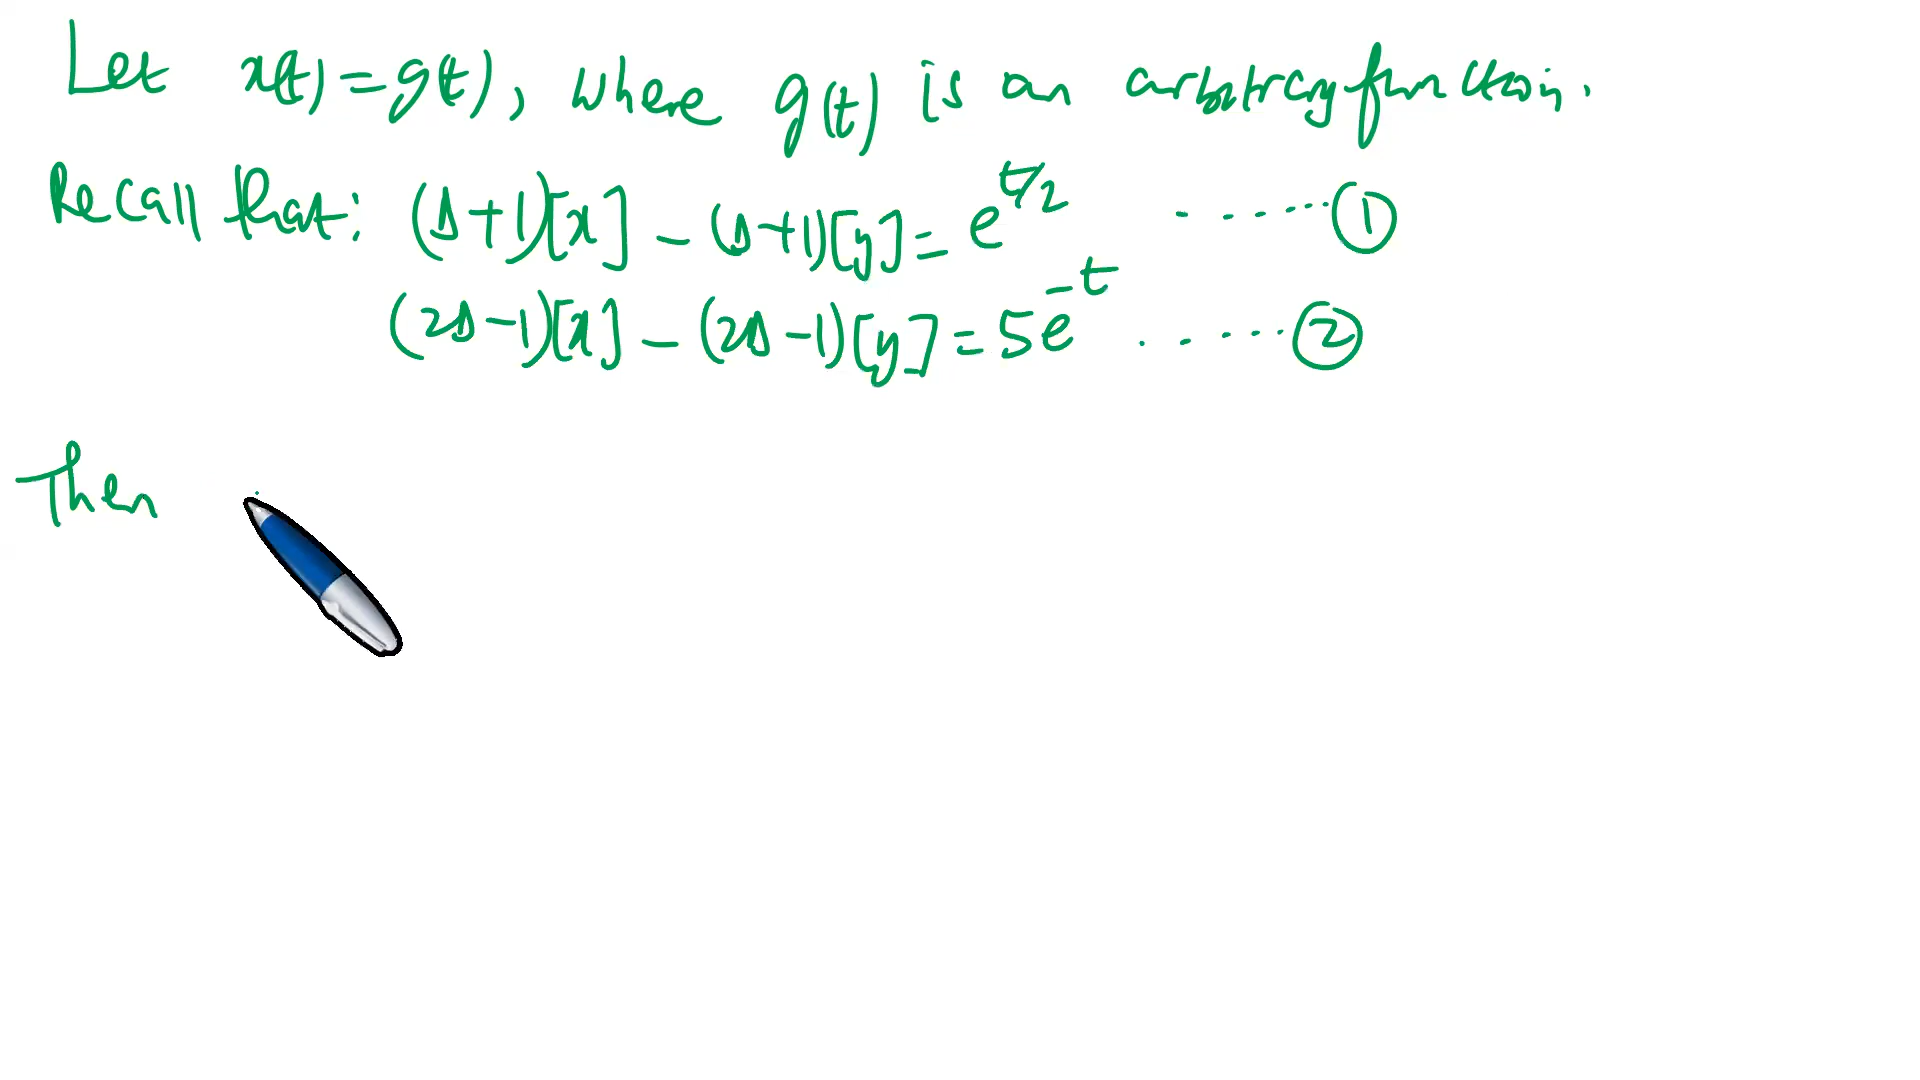 Let x(t) = g(t), where g(t) is an arbitrary function.
Recall that: (D+1)[x] - (D+1)[y] = e^{t/2} ...... ①
(2D-1)[x] - (2D-1)[y] = 5e^{-t} ...... ②
Then